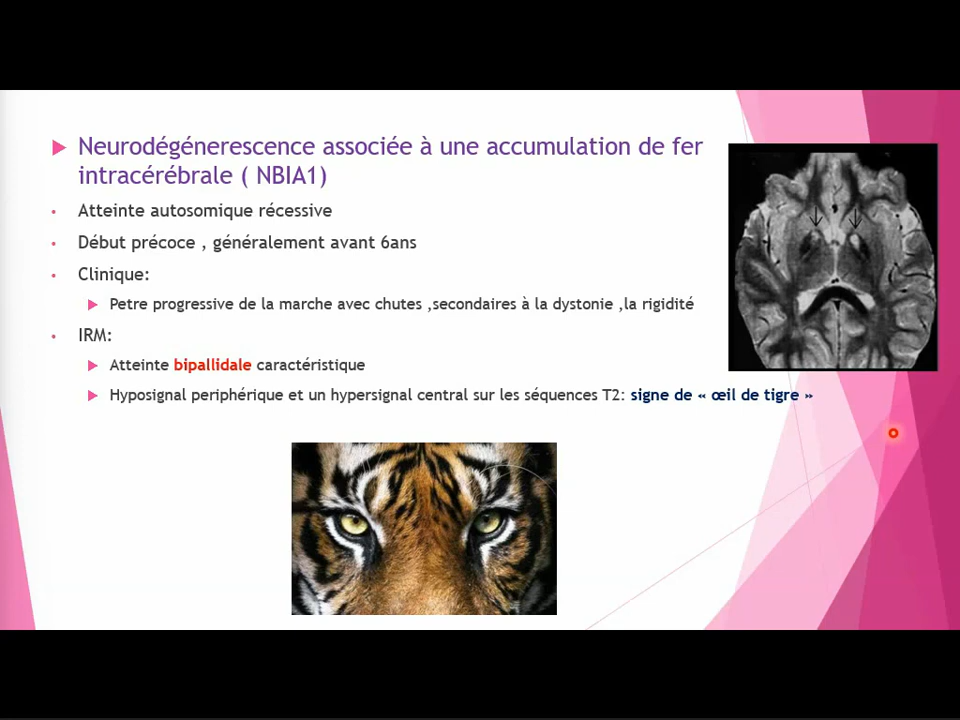 Neurodégénerescence associée à une accumulation de fer
intracérébrale ( NBIA1)
Atteinte autosomique récessive
Début précoce , généralement avant 6ans
Clinique:
Petre progressive de la marche avec chutes ,secondaires à la dystonie ,la rigidité
IRM:
Atteinte bipallidale caractéristique
Hyposignal periphérique et un hypersignal central sur les séquences T2: signe de « œil de tigre »